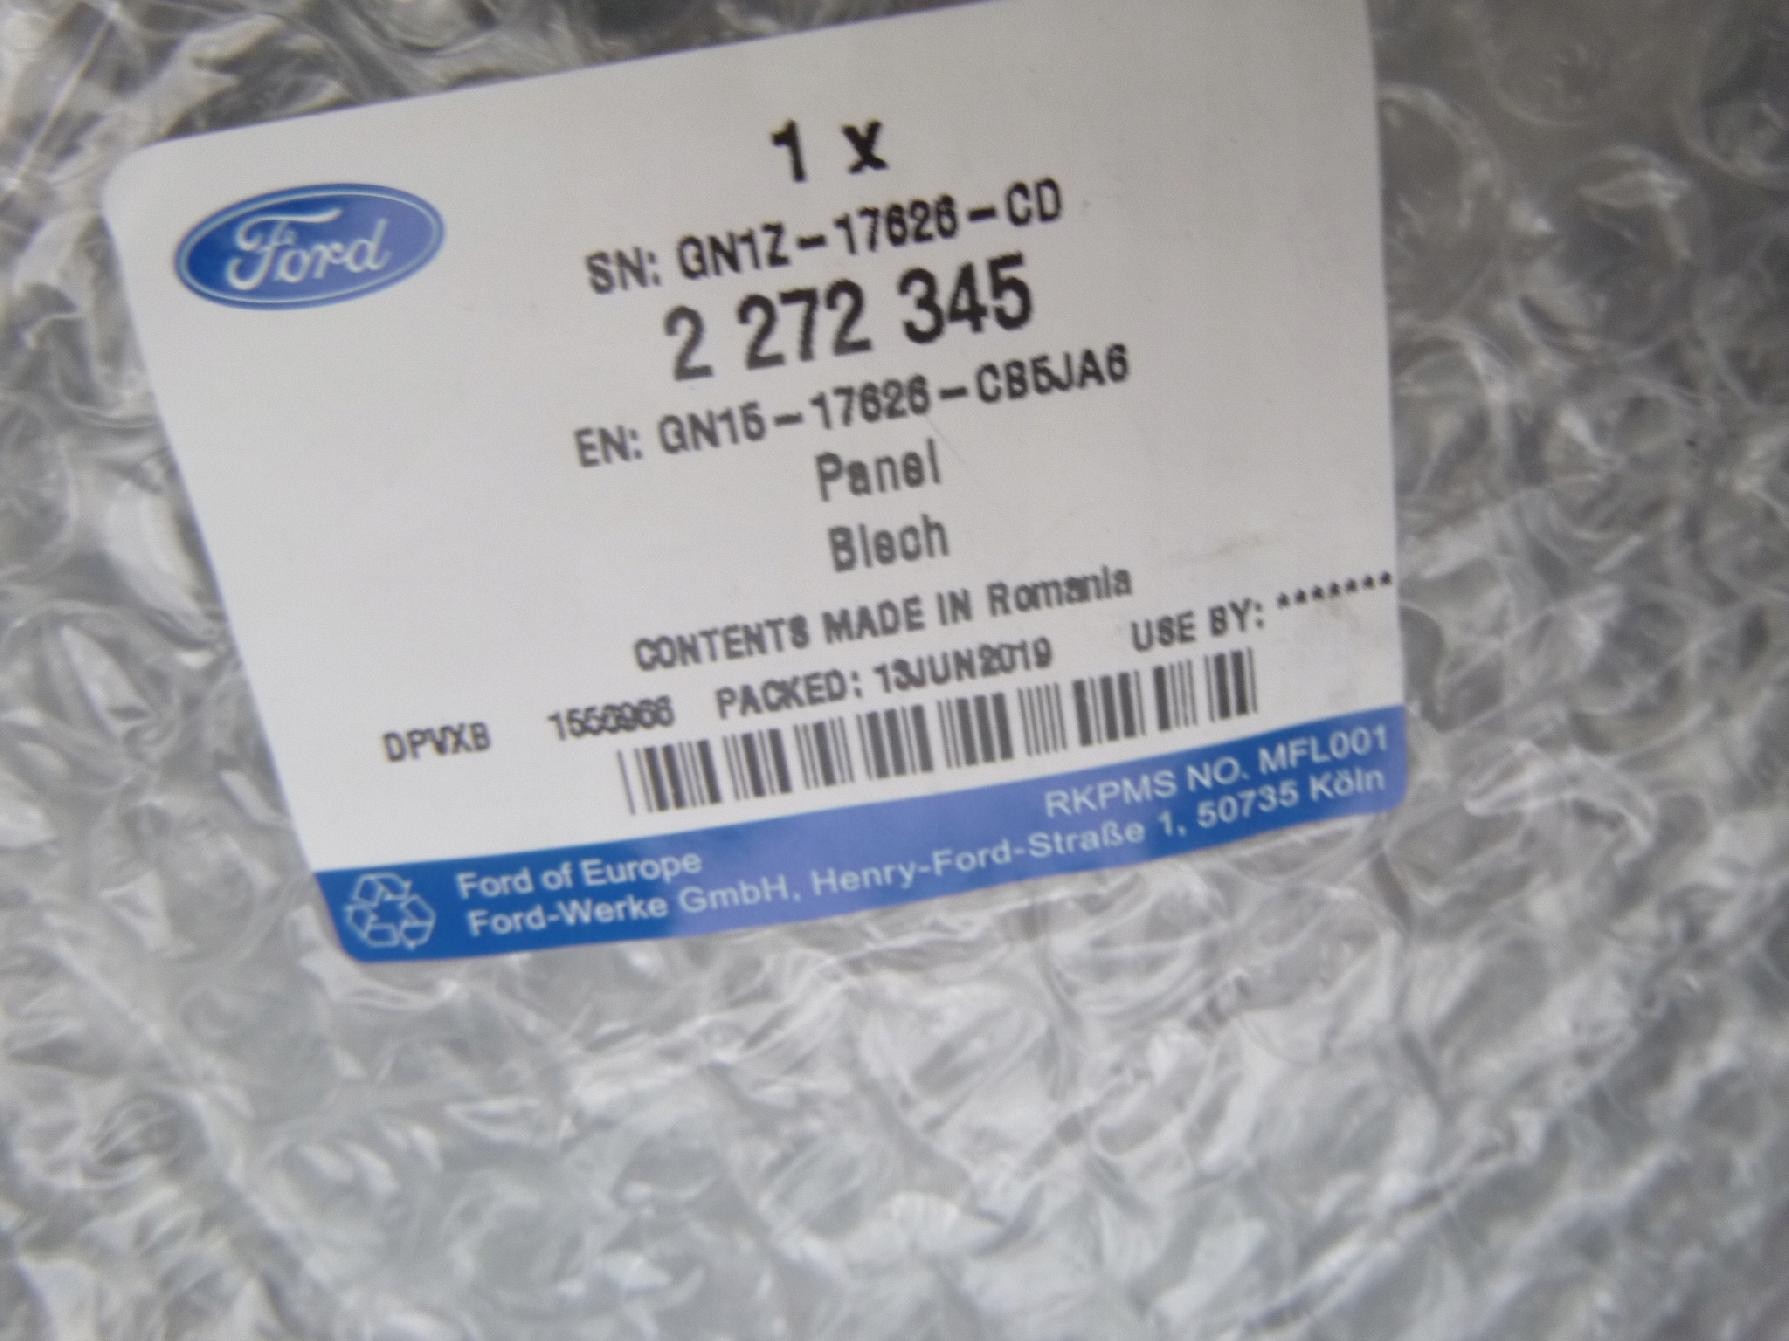 Ford
1 x
SN: GN1Z-17626-CD
2 272 345
EN: GN15-17626-CB5JA6
Panel
Blech
CONTENTS MADE IN Romania
DPVXB PACKED: 13JUN2019 USE BY: *******
RKPMS NO. MFL001
Ford of Europe
Ford-Werke GmbH, Henry-Ford-Straße 1, 50735 Köln